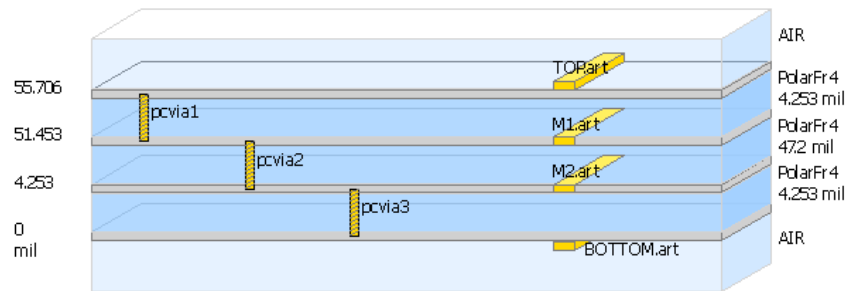 AIR
TOP.art
55.706
PolarFr4
4.253 mil
pcvia1
M1.art
51.453
PolarFr4
47.2 mil
pcvia2
M2.art
4.253
PolarFr4
4.253 mil
pcvia3
0
mil
AIR
BOTTOM.art